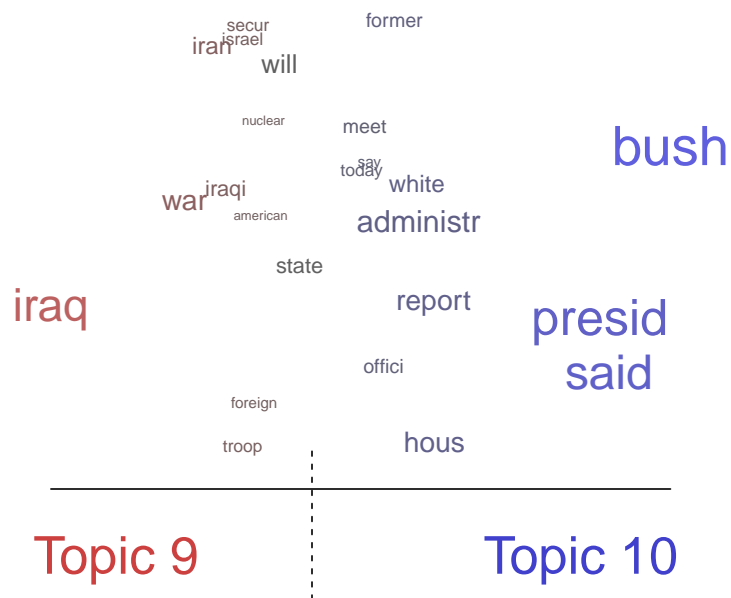 former
secur
israel
iran
will
nuclear
meet
bush
say
today
white
iraqi
war
american
administr
state
report
iraq
presid
said
offici
foreign
troop
hous
Topic 9
Topic 10